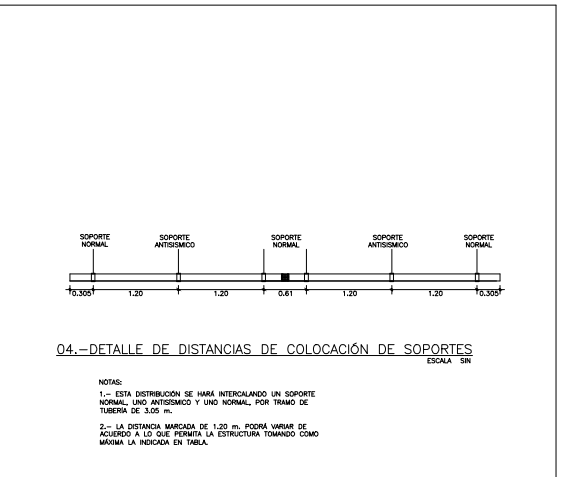 SOPORTE NORMAL
SOPORTE ANTISISMICO
SOPORTE NORMAL
SOPORTE ANTISISMICO
SOPORTE NORMAL
0.305 1.20 1.20 0.61 1.20 1.20 0.305
04.-DETALLE DE DISTANCIAS DE COLOCACIÓN DE SOPORTES
ESCALA SIN
NOTAS:
1.- ESTA DISTRIBUCIÓN SE HARÁ INTERCALANDO UN SOPORTE
NORMAL, UNO ANTISÍSMICO Y UNO NORMAL, POR TRAMO DE
TUBERÍA DE 3.05 m.
2.- LA DISTANCIA MARCADA DE 1.20 m. PODRÁ VARIAR DE
ACUERDO A LO QUE PERMITA LA ESTRUCTURA TOMANDO COMO
MÁXIMA LA INDICADA EN TABLA.